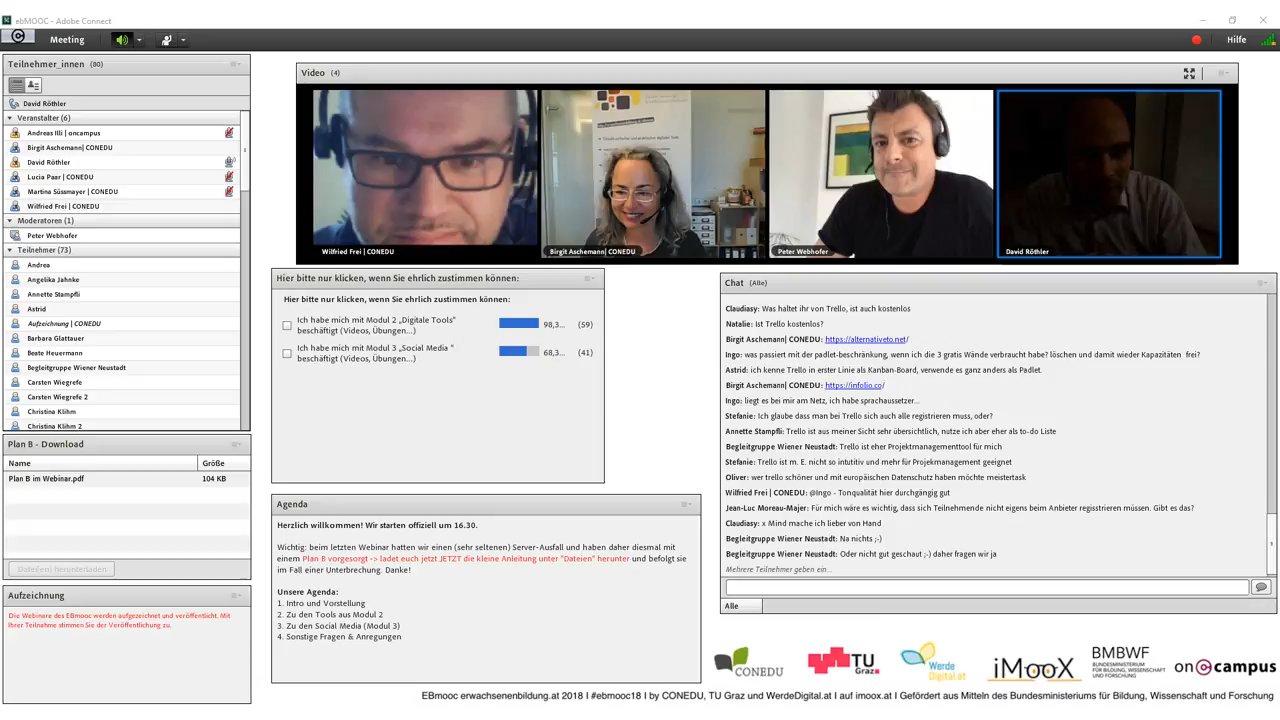 ebMOOC - Adobe Connect
Meeting
Hilfe
Teilnehmer_innen (80)
David Röthler
Veranstalter (6)
Andreas Illi | oncampus
Birgit Aschemann| CONEDU
David Röthler
Lucia Paar | CONEDU
Martina Süssmayer | CONEDU
Wilfried Frei | CONEDU
Moderatoren (1)
Peter Webhofer
Teilnehmer (73)
Andrea
Angelika Jahnke
Annette Stampfli
Astrid
Aufzeichnung | CONEDU
Barbara Glattauer
Beate Heuermann
Begleitgruppe Wiener Neustadt
Carsten Wiegrefe
Carsten Wiegrefe 2
Christina Klihm
Christina Klihm 2
Plan B - Download
Name Größe
Plan B im Webinar.pdf 104 KB
Datei(en) herunterladen
Aufzeichnung
Die Webinare des EBmooc werden aufgezeichnet und veröffentlicht. Mit
Ihrer Teilnahme stimmen Sie der Veröffentlichung zu.
Video (4)
Wilfried Frei | CONEDU
Birgit Aschemann| CONEDU
Peter Webhofer
David Röthler
Hier bitte nur klicken, wenn Sie ehrlich zustimmen können:
Hier bitte nur klicken, wenn Sie ehrlich zustimmen können:
Ich habe mich mit Modul 2 „Digitale Tools"
beschäftigt (Videos, Übungen...)
98,3... (59)
Ich habe mich mit Modul 3 „Social Media "
beschäftigt (Videos, Übungen...)
68,3... (41)
Agenda
Herzlich willkommen! Wir starten offiziell um 16.30.
Wichtig: beim letzten Webinar hatten wir einen (sehr seltenen) Server-Ausfall und haben daher diesmal mit
einem Plan B vorgesorgt -> ladet euch jetzt JETZT die kleine Anleitung unter "Dateien" herunter und befolgt sie
im Fall einer Unterbrechung. Danke!
Unsere Agenda:
1. Intro und Vorstellung
2. Zu den Tools aus Modul 2
3. Zu den Social Media (Modul 3)
4. Sonstige Fragen & Anregungen
Chat (Alle)
Claudiasy: Was haltet ihr von Trello, ist auch kostenlos
Natalie: Ist Trello kostenlos?
Birgit Aschemann| CONEDU: https://alternativeto.net/
Ingo: was passiert mit der padlet-beschränkung, wenn ich die 3 gratis Wände verbraucht habe? löschen und damit wieder Kapazitäten frei?
Astrid: ich kenne Trello in erster Linie als Kanban-Board, verwende es ganz anders als Padlet.
Birgit Aschemann| CONEDU: https://infolio.co/
Ingo: liegt es bei mir am Netz, ich habe sprachaussetzer...
Stefanie: Ich glaube dass man bei Trello sich auch alle registrieren muss, oder?
Annette Stampfli: Trello ist aus meiner Sicht sehr übersichtlich, nutze ich aber eher als to-do Liste
Begleitgruppe Wiener Neustadt: Trello ist eher Projektmanagementtool für mich
Stefanie: Trello ist m. E. nicht so intutitiv und mehr für Projekmanagement geeignet
Oliver: wer trello schöner und mit europäischen Datenschutz haben möchte meistertask
Wilfried Frei | CONEDU: @Ingo - Tonqualität hier durchgängig gut
Jean-Luc Moreau-Majer: Für mich wäre es wichtig, dass sich Teilnehmende nicht eigens beim Anbieter regisstrieren müssen. Gibt es das?
Claudiasy: x Mind mache ich lieber von Hand
Begleitgruppe Wiener Neustadt: Na nichts ;-)
Begleitgruppe Wiener Neustadt: Oder nicht gut geschaut ;-) daher fragen wir ja
Mehrere Teilnehmer geben ein...
Alle
CONEDU
TU Graz
Werde Digital.at
iMooX
BMBWF
BUNDESMINISTERIUM
FÜR BILDUNG, WISSENSCHAFT
UND FORSCHUNG
oncampus
EBmooc erwachsenenbildung.at 2018 I #ebmooc18 I by CONEDU, TU Graz und WerdeDigital.at I auf imoox.at I Gefördert aus Mitteln des Bundesministeriums für Bildung, Wissenschaft und Forschung